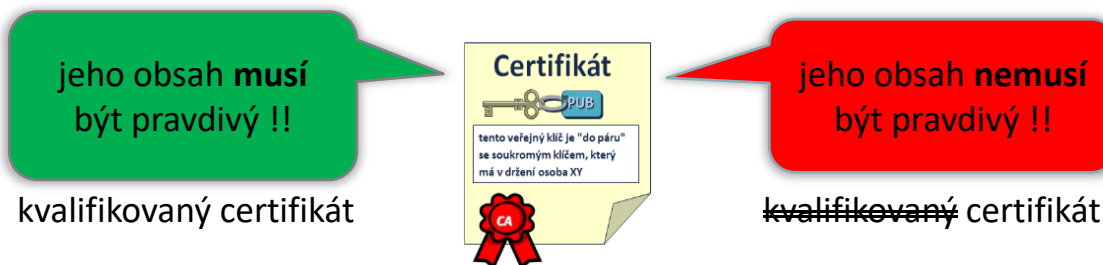 jeho obsah musí
být pravdivý !!
kvalifikovaný certifikát
Certifikát
PUB
tento veřejný klíč je "do páru"
se soukromým klíčem, který
má v držení osoba XY
CA
jeho obsah nemusí
být pravdivý !!
kvalifikovaný certifikát